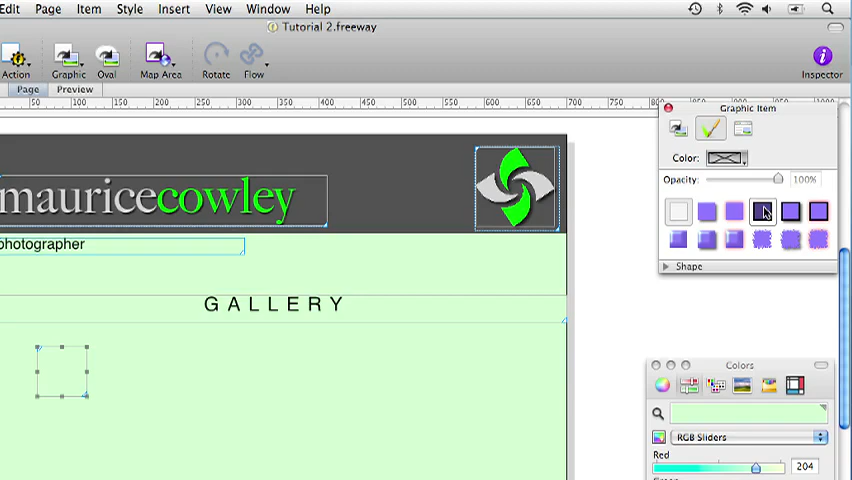 Edit Page Item Style Insert View Window Help
Tutorial 2.freeway
Action Graphic Oval Map Area Rotate Flow Inspector
Page Preview
50 100 150 200 250 300 350 400 450 500 550 600 650 700 750 800
Graphic Item
Color:
Opacity: 100%
Shape
mauricecowley
photographer
GALLERY
Colors
RGB Sliders
Red
204